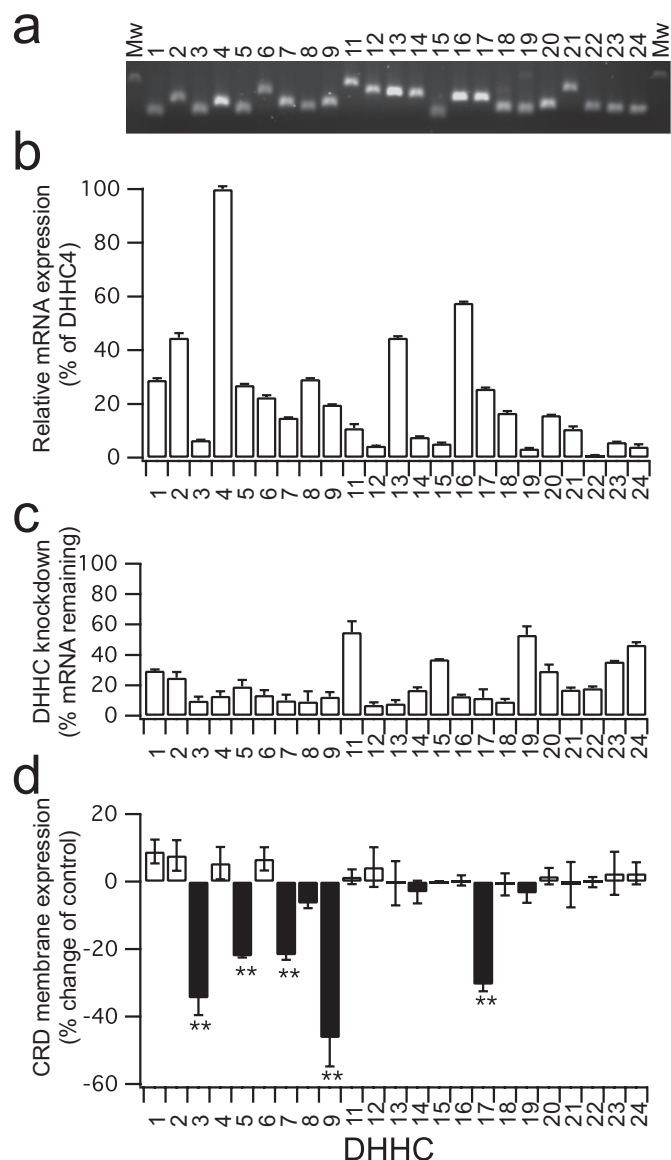 a
Mw 1 2 3 4 5 6 7 8 9 11 12 13 14 15 16 17 18 19 20 21 22 23 24 Mw
b
Relative mRNA expression
(% of DHHC4)
100
80
60
40
20
0
1 2 3 4 5 6 7 8 9 11 12 13 14 15 16 17 18 19 20 21 22 23 24
c
DHHC knockdown
(% mRNA remaining)
100
80
60
40
20
0
1 2 3 4 5 6 7 8 9 11 12 13 14 15 16 17 18 19 20 21 22 23 24
d
CRD membrane expression
(% change of control)
20
0
-20
-40
-60
** ** ** ** **
1 2 3 4 5 6 7 8 9 11 12 13 14 15 16 17 18 19 20 21 22 23 24
DHHC